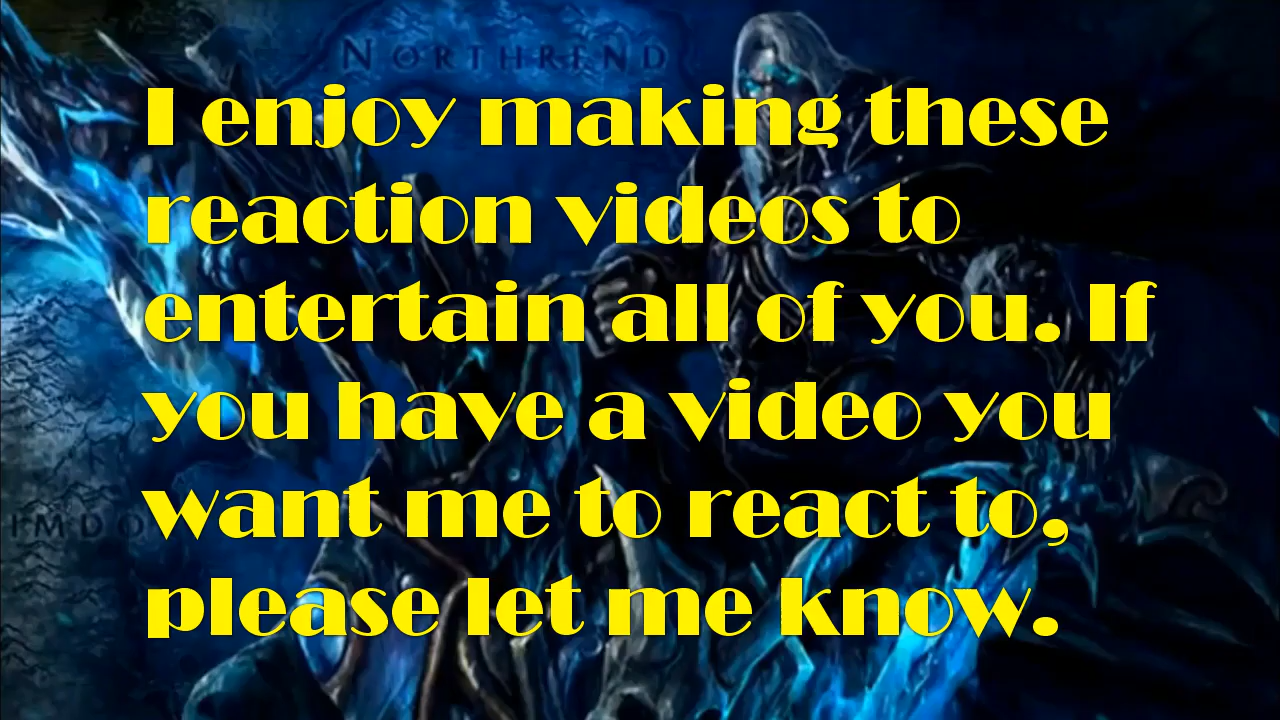 NORTHREND
I enjoy making these
reaction videos to
entertain all of you. If
you have a video you
want me to react to,
please let me know.